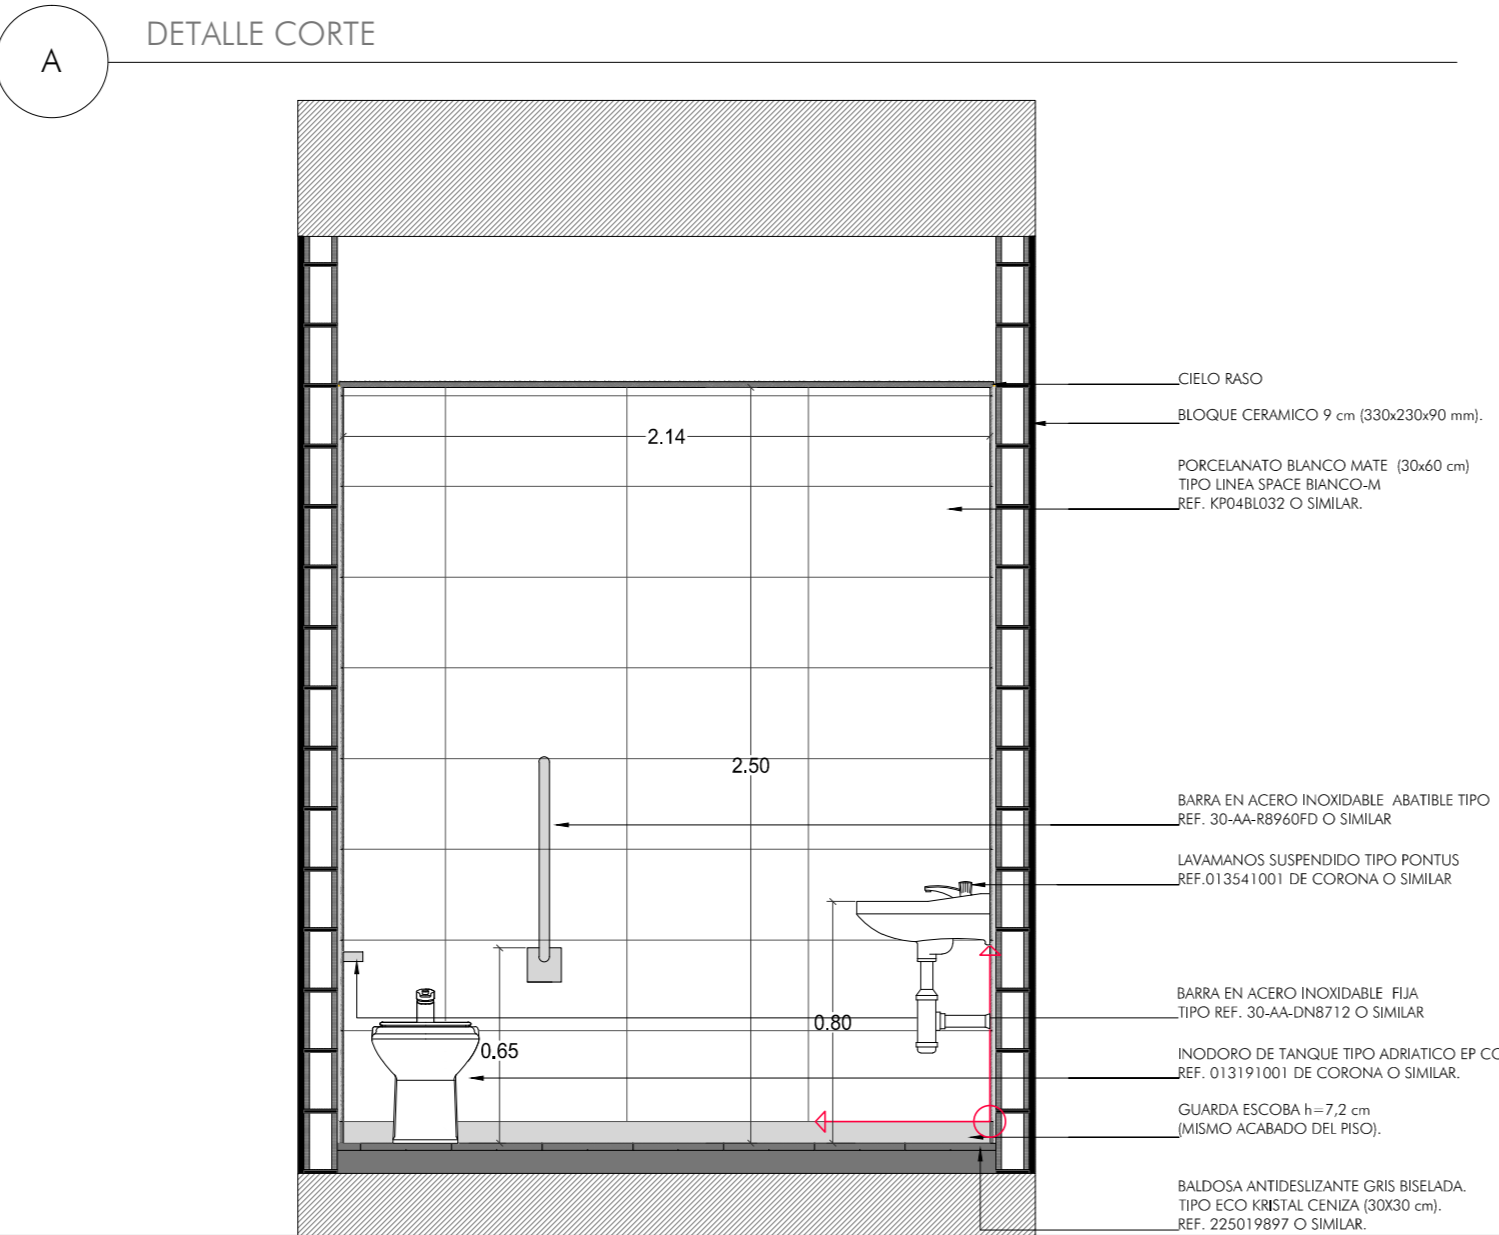 A
DETALLE CORTE
CIELO RASO
BLOQUE CERAMICO 9 cm (330x230x90 mm).
2.14
PORCELANATO BLANCO MATE (30x60 cm)
TIPO LINEA SPACE BIANCO-M
REF. KP04BL032 O SIMILAR.
2.50
BARRA EN ACERO INOXIDABLE ABATIBLE TIPO
REF. 30-AA-R8960FD O SIMILAR
LAVAMANOS SUSPENDIDO TIPO PONTUS
REF.013541001 DE CORONA O SIMILAR
BARRA EN ACERO INOXIDABLE FIJA
TIPO REF. 30-AA-DN8712 O SIMILAR
0.80
0.65
INODORO DE TANQUE TIPO ADRIATICO EP
REF. 013191001 DE CORONA O SIMILAR.
GUARDA ESCOBA h=7,2 cm
(MISMO ACABADO DEL PISO).
BALDOSA ANTIDESLIZANTE GRIS BISELADA.
TIPO ECO KRISTAL CENIZA (30X30 cm).
REF. 225019897 O SIMILAR.